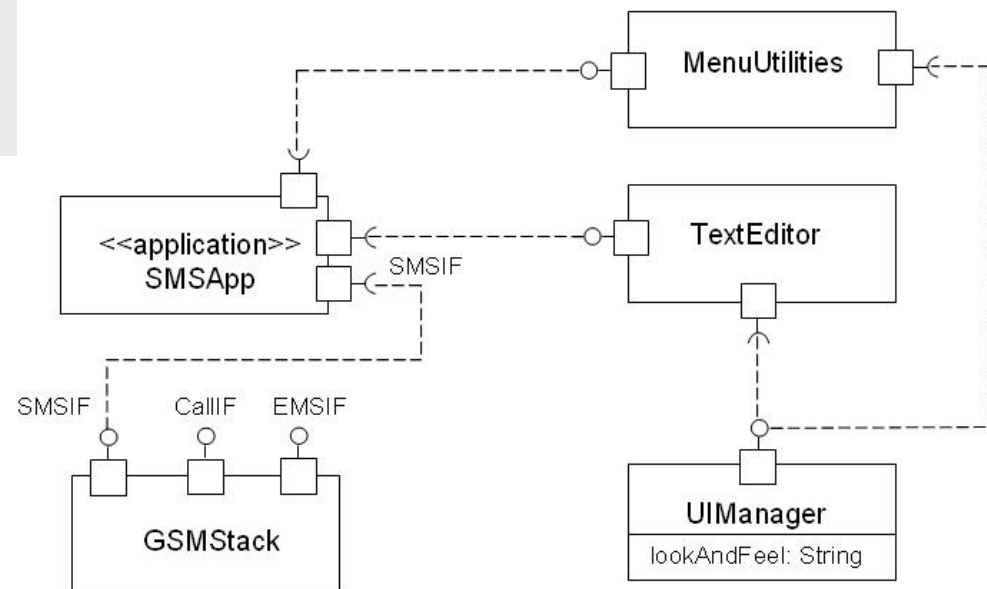 MenuUtilities
<<application>>
SMSApp
TextEditor
SMSIF
SMSIF
CallIF
EMSIF
GSMStack
UIManager
lookAndFeel: String